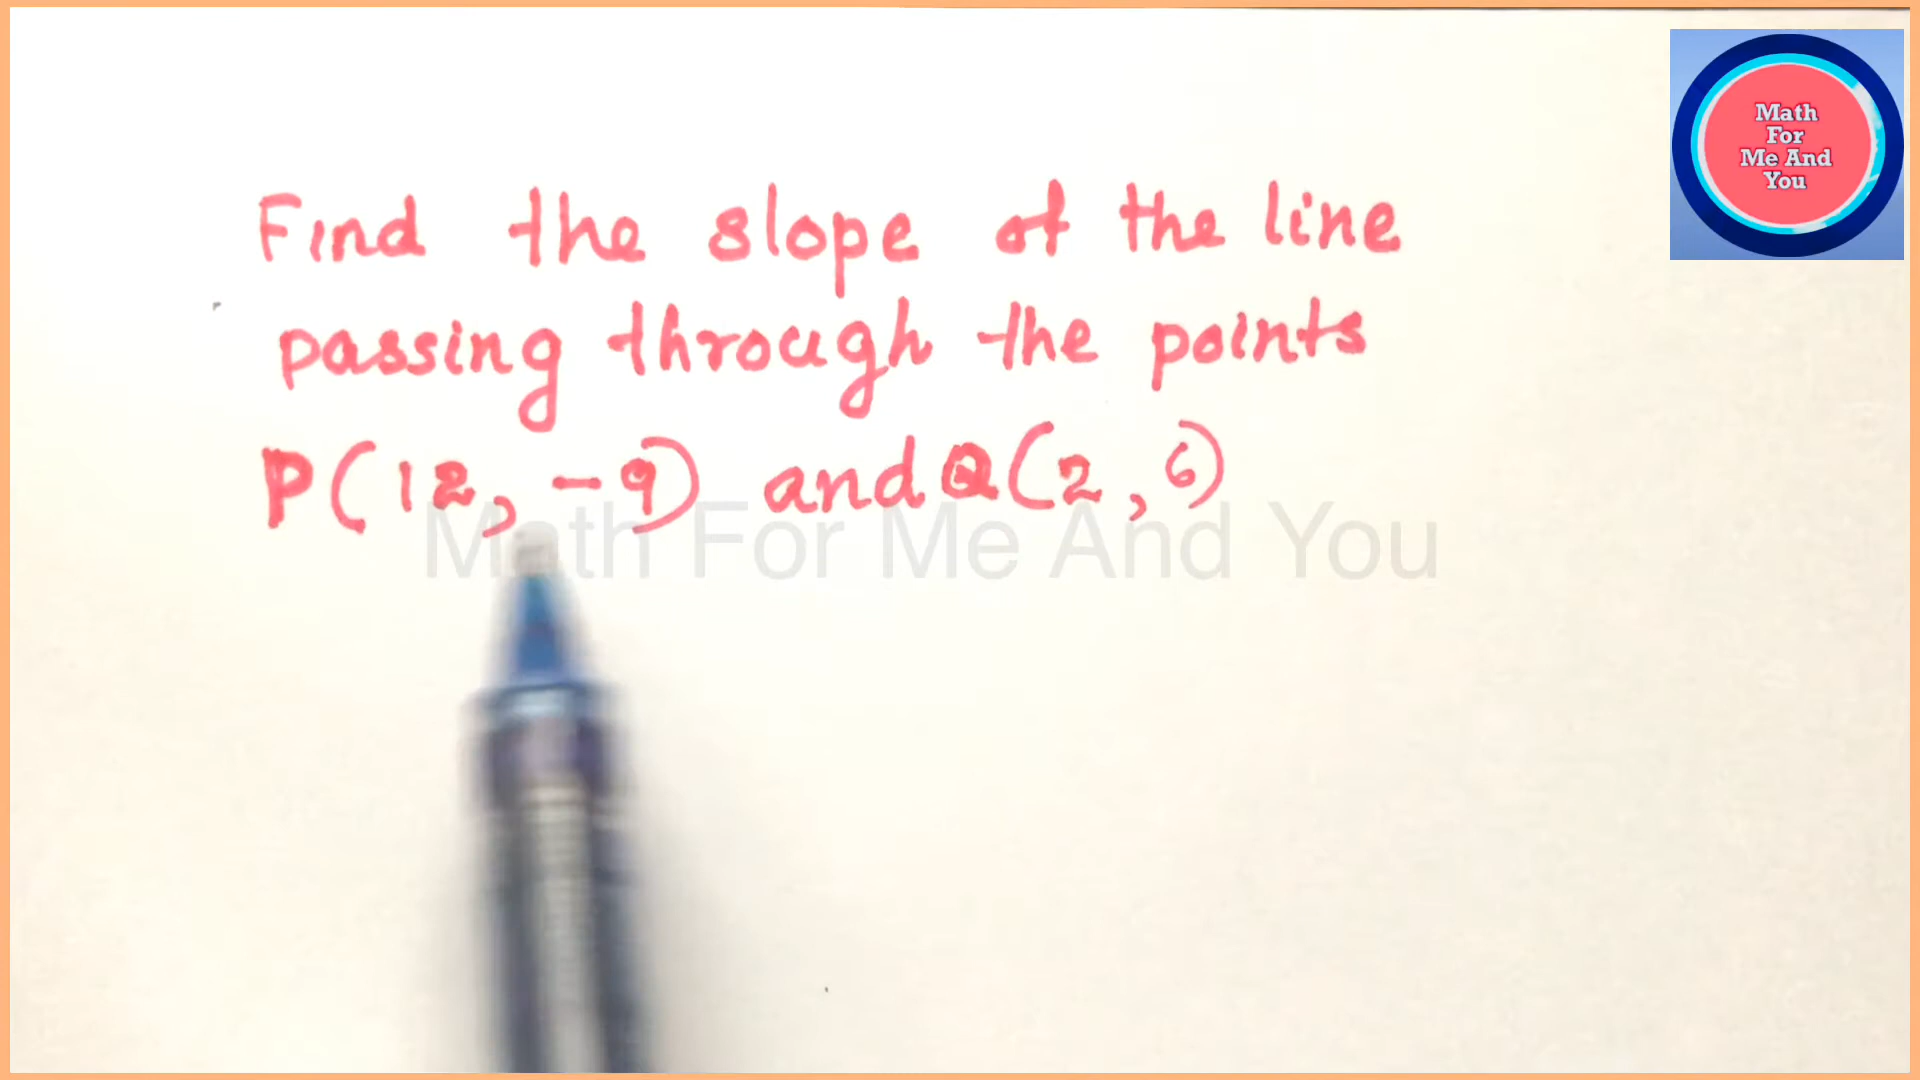 Math
For
Me And
You
Find the slope of the line
passing through the points
P(12, -9) and Q(2, 6)
Math For Me And You